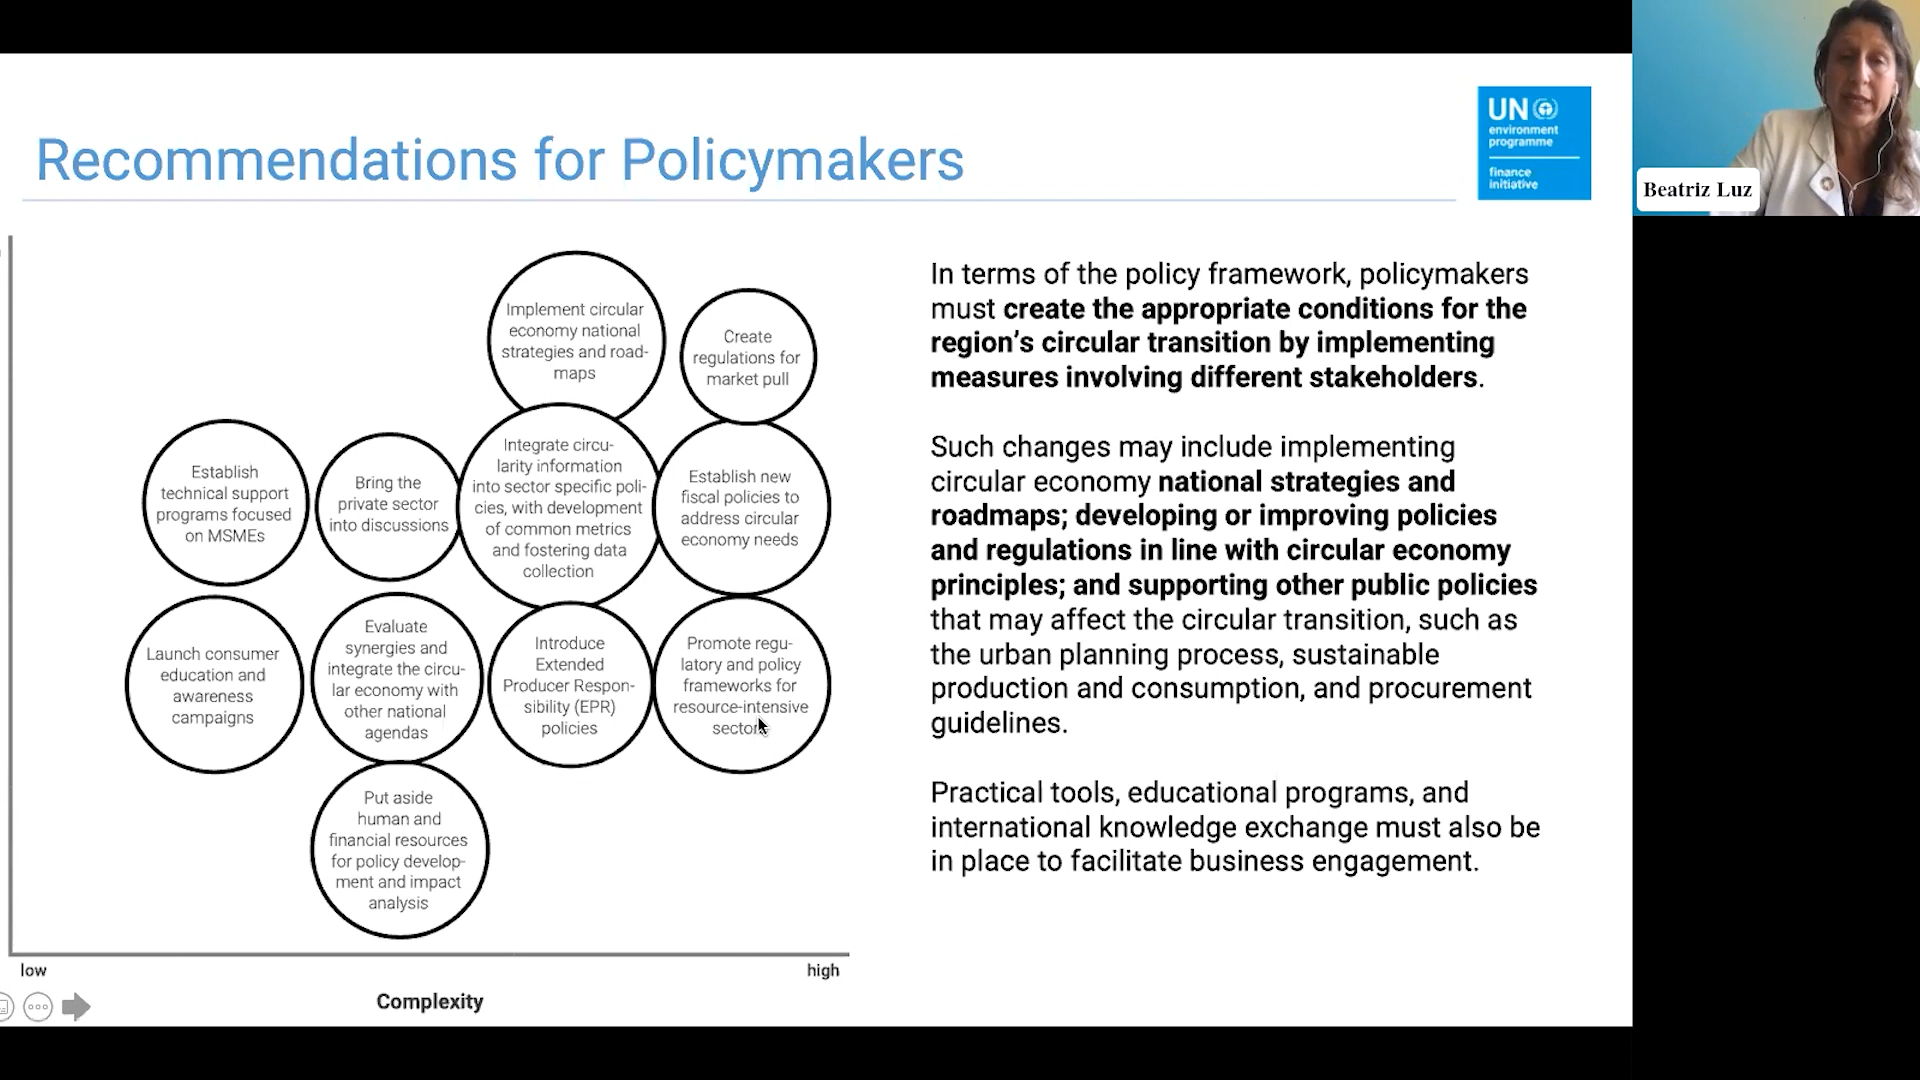 Recommendations for Policymakers
UN
environment
programme
finance
initiative
Beatriz Luz
Implement circular
economy national
strategies and road-
maps
Create
regulations for
market pull
Establish
technical support
programs focused
on MSMEs
Bring the
private sector
into discussions
Integrate circu-
larity information
into sector specific poli-
cies, with development
of common metrics
and fostering data
collection
Establish new
fiscal policies to
address circular
economy needs
Launch consumer
education and
awareness
campaigns
Evaluate
synergies and
integrate the circu-
lar economy with
other national
agendas
Introduce
Extended
Producer Respon-
sibility (EPR)
policies
Promote regu-
latory and policy
frameworks for
resource-intensive
sectors
Put aside
human and
financial resources
for policy develop-
ment and impact
analysis
low
high
Complexity
In terms of the policy framework, policymakers
must create the appropriate conditions for the
region’s circular transition by implementing
measures involving different stakeholders.
Such changes may include implementing
circular economy national strategies and
roadmaps; developing or improving policies
and regulations in line with circular economy
principles; and supporting other public policies
that may affect the circular transition, such as
the urban planning process, sustainable
production and consumption, and procurement
guidelines.
Practical tools, educational programs, and
international knowledge exchange must also be
in place to facilitate business engagement.